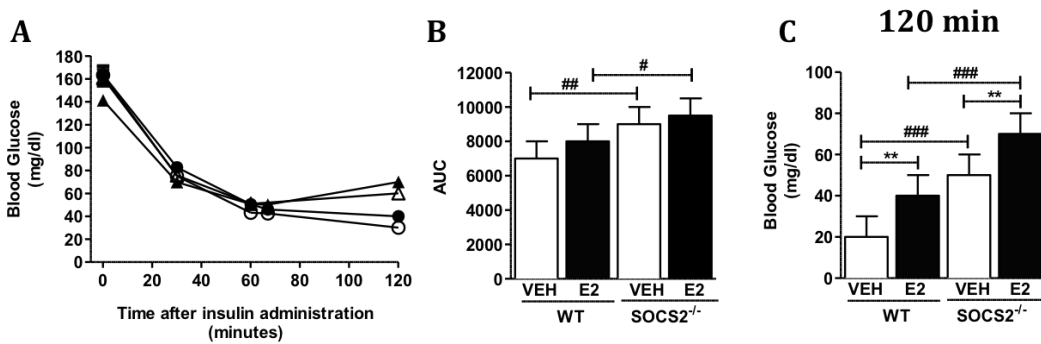 A
Blood Glucose
(mg/dl)
180
160
140
120
100
80
60
40
20
0
0 20 40 60 80 100 120
Time after insulin administration
(minutes)
B
AUC
12000
10000
8000
6000
4000
2000
0
##
#
VEH E2 VEH E2
WT SOCS2-/-
C
120 min
Blood Glucose
(mg/dl)
100
80
60
40
20
0
###
**
###
**
VEH E2 VEH E2
WT SOCS2-/-